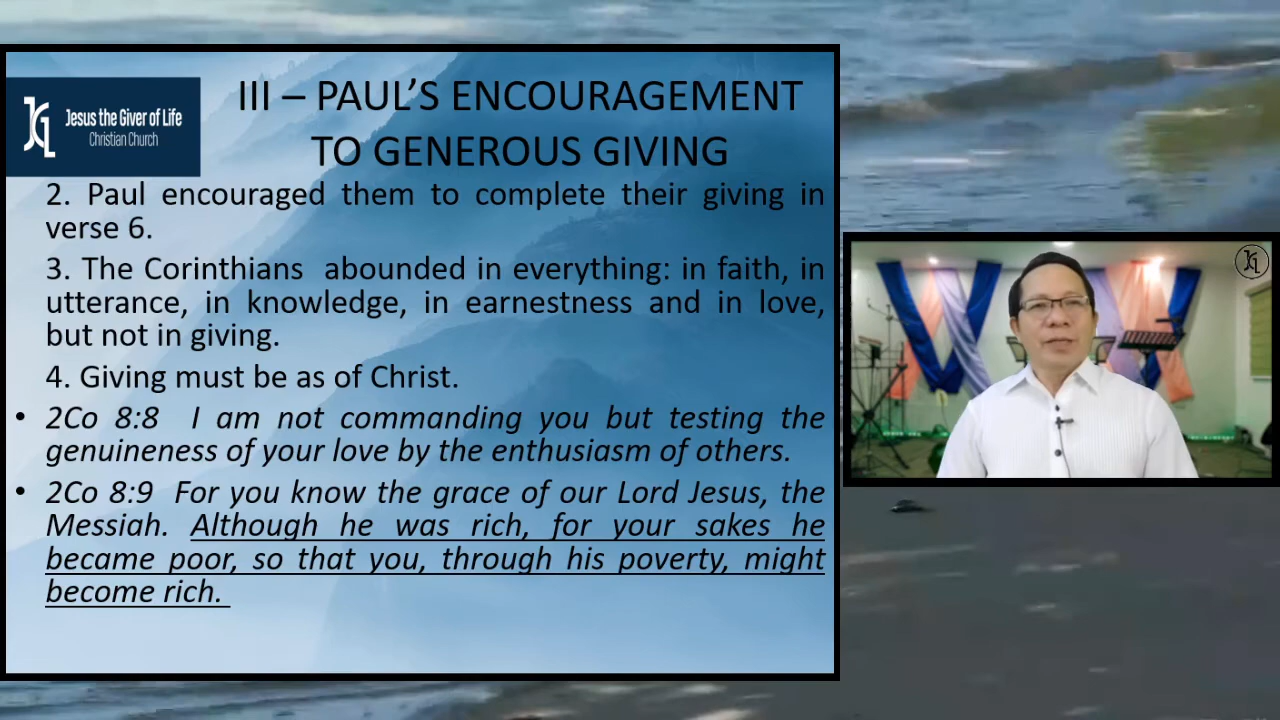 Jesus the Giver of Life
Christian Church
III – PAUL'S ENCOURAGEMENT
TO GENEROUS GIVING
2. Paul encouraged them to complete their giving in
verse 6.
3. The Corinthians abounded in everything: in faith, in
utterance, in knowledge, in earnestness and in love,
but not in giving.
4. Giving must be as of Christ.
• 2Co 8:8 I am not commanding you but testing the
genuineness of your love by the enthusiasm of others.
• 2Co 8:9 For you know the grace of our Lord Jesus, the
Messiah. Although he was rich, for your sakes he
became poor, so that you, through his poverty, might
become rich.